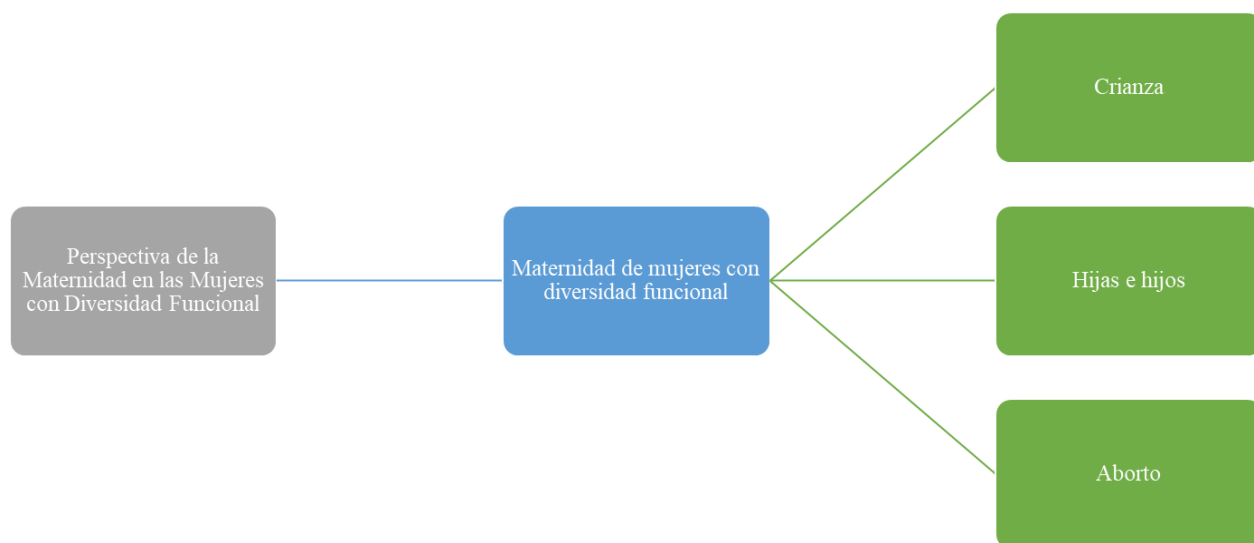 Perspectiva de la
Maternidad en las Mujeres
con Diversidad Funcional
Maternidad de mujeres con
diversidad funcional
Crianza
Hijas e hijos
Aborto